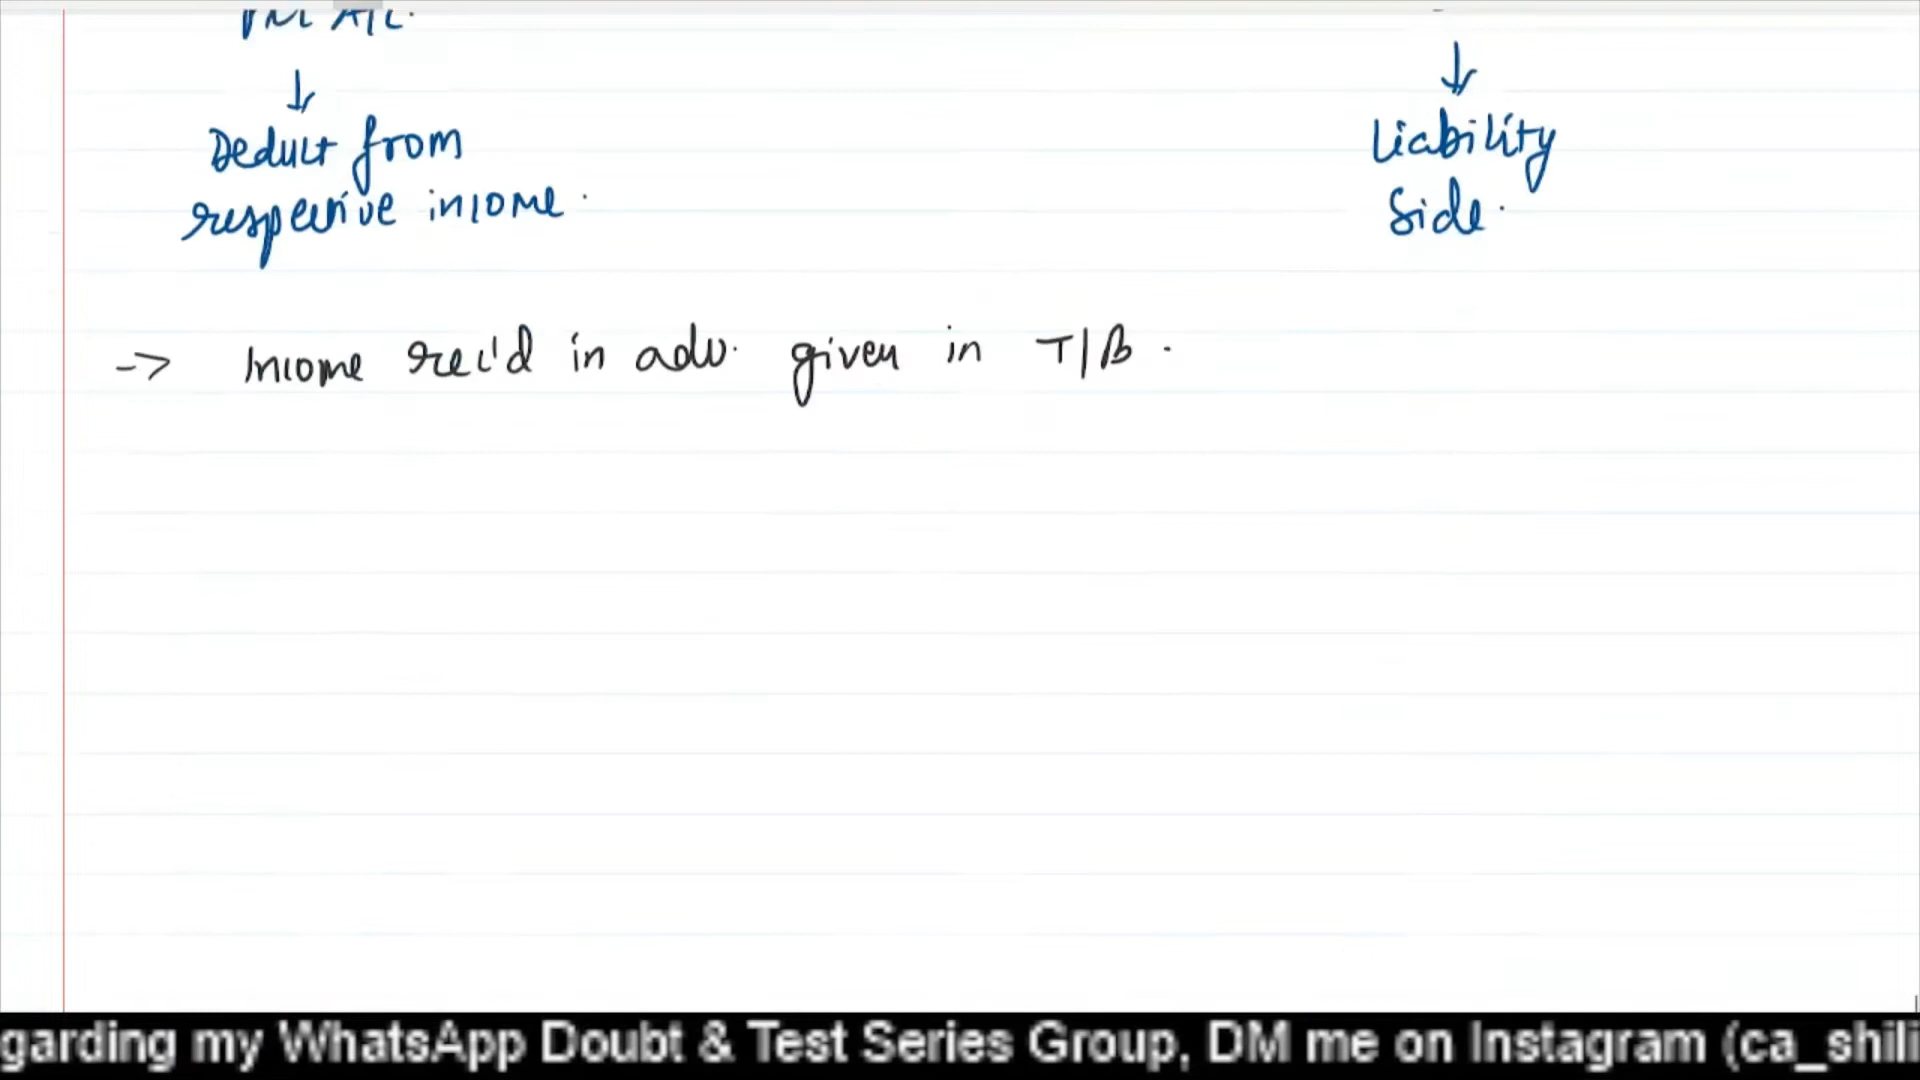 P/L A/c.
↓ ↓
Deduct from
respective income.
Liability
Side.
-> Income rec'd in adv. given in T/B.
garding my WhatsApp Doubt & Test Series Group, DM me on Instagram (ca_shili